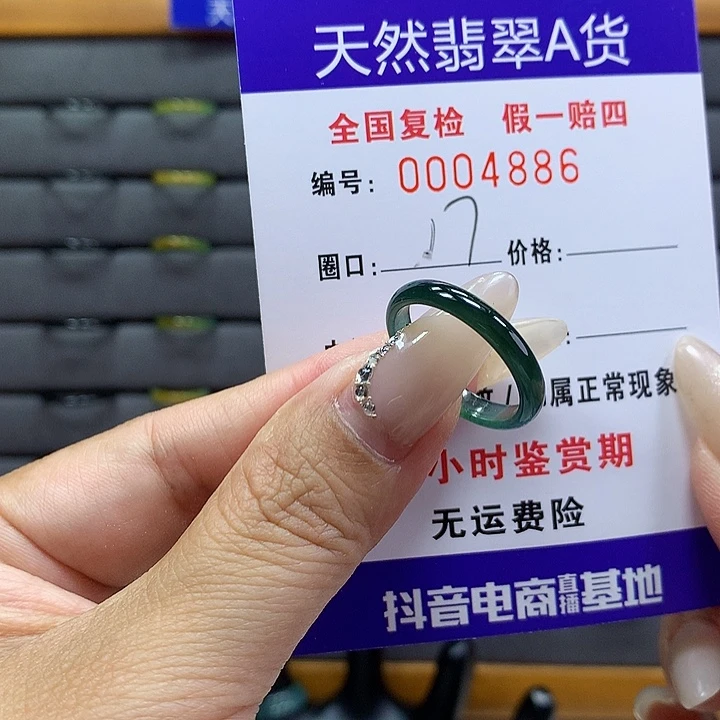 天然翡翠A货
全国复检 假一赔四
编号: 0004886
圈口: 17 价格:
:
/ 属正常现象
小时鉴赏期
无运费险
抖音电商直播基地